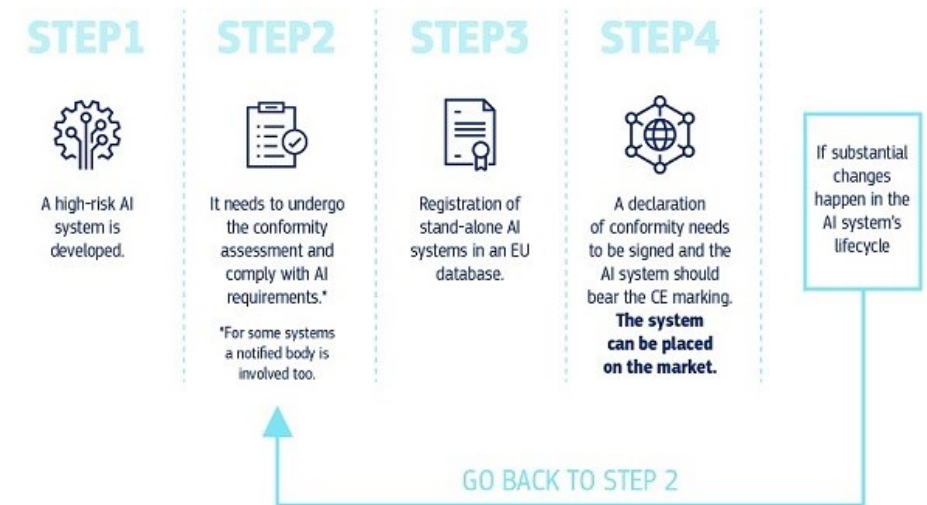 STEP1
A high-risk AI
system is
developed.
STEP2
It needs to undergo
the conformity
assessment and
comply with AI
requirements.*
*For some systems
a notified body is
involved too.
STEP3
Registration of
stand-alone AI
systems in an EU
database.
STEP4
A declaration
of conformity needs
to be signed and the
AI system should
bear the CE marking.
The system
can be placed
on the market.
If substantial
changes
happen in the
AI system's
lifecycle
GO BACK TO STEP 2